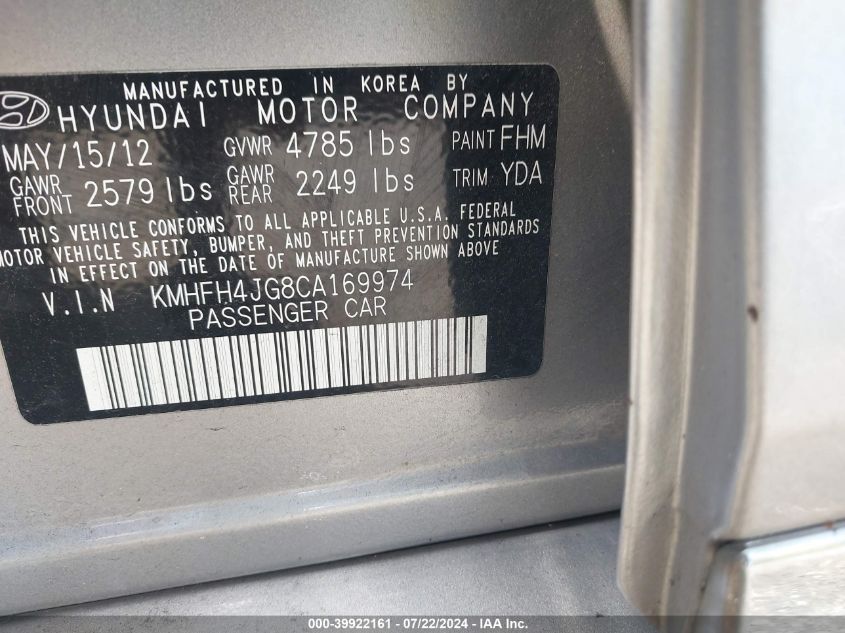 MANUFACTURED IN KOREA BY
HYUNDAI MOTOR COMPANY
MAY/15/12 GVWR 4785 lbs PAINT FHM
GAWR FRONT 2579 lbs GAWR REAR 2249 lbs TRIM YDA
THIS VEHICLE CONFORMS TO ALL APPLICABLE U.S.A. FEDERAL
MOTOR VEHICLE SAFETY, BUMPER, AND THEFT PREVENTION STANDARDS
IN EFFECT ON THE DATE OF MANUFACTURE SHOWN ABOVE
V.I.N KMHFH4JG8CA169974
PASSENGER CAR
000-39922161 - 07/22/2024 - IAA Inc.